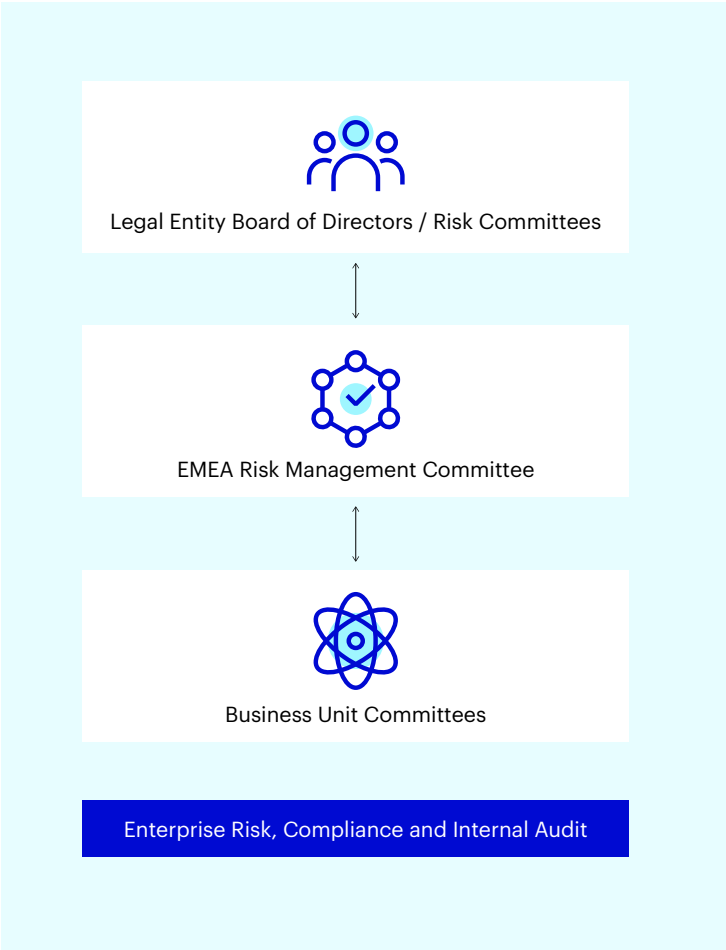 Legal Entity Board of Directors / Risk Committees
EMEA Risk Management Committee
Business Unit Committees
Enterprise Risk, Compliance and Internal Audit